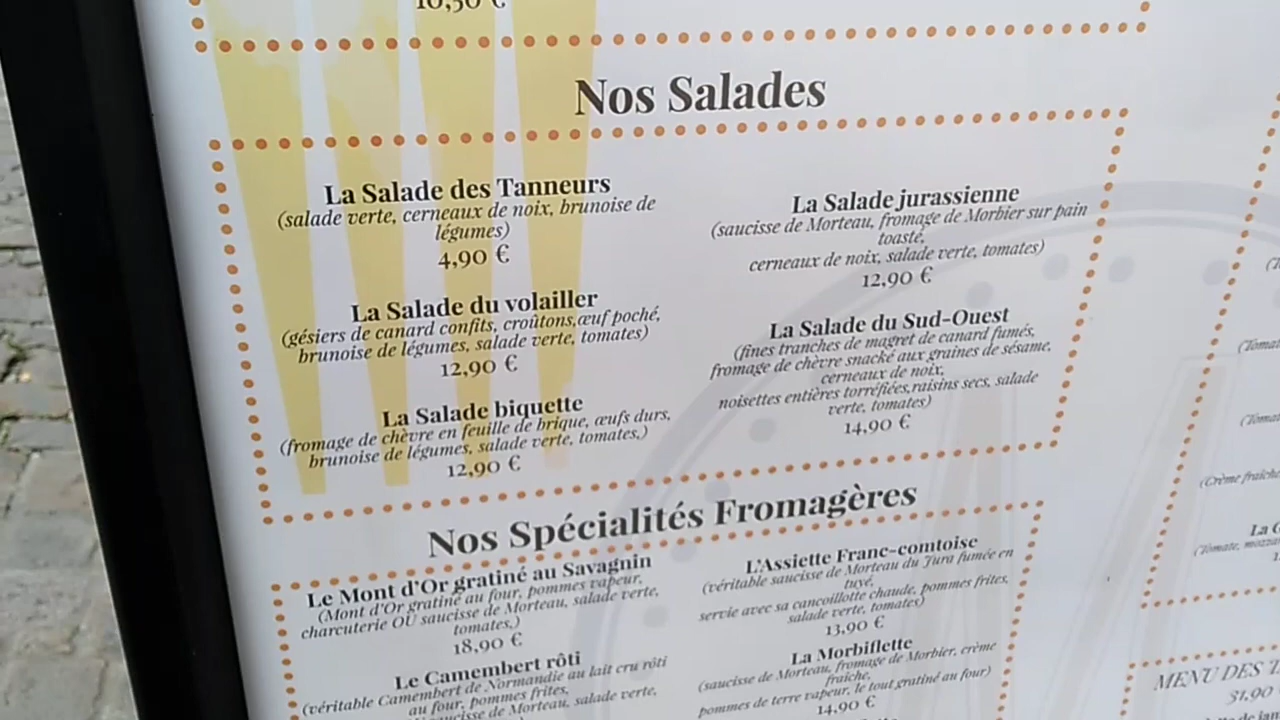 10,50 €
Nos Salades
La Salade des Tanneurs
(salade verte, cerneaux de noix, brunoise de
légumes)
4,90 €
La Salade du volailler
(gésiers de canard confits, croûtons,œuf poché,
brunoise de légumes, salade verte, tomates)
12,90 €
La Salade biquette
(fromage de chèvre en feuille de brique, œufs durs,
brunoise de légumes, salade verte, tomates,)
12,90 €
La Salade jurassienne
(saucisse de Morteau, fromage de Morbier sur pain
toasté,
cerneaux de noix, salade verte, tomates)
12,90 €
La Salade du Sud-Ouest
(fines tranches de magret de canard fumés,
fromage de chèvre snacké aux graines de sésame,
cerneaux de noix,
noisettes entières torréfiées,raisins secs, salade
verte, tomates)
14,90 €
Nos Spécialités Fromagères
Le Mont d'Or gratiné au Savagnin
(Mont d'Or gratiné au four, pommes vapeur,
charcuterie OU saucisse de Morteau, salade verte,
tomates,)
18,90 €
Le Camembert rôti
(véritable Camembert de Normandie au lait cru rôti
au four, pommes frites,
saucisse de Morteau, salade verte,
L'Assiette Franc-comtoise
(véritable saucisse de Morteau du Jura fumée en
tuyé,
servie avec sa cancoillotte chaude, pommes frites,
salade verte, tomates)
13,90 €
La Morbiflette
(saucisse de Morteau, fromage de Morbier, crème
fraîche,
pommes de terre vapeur, le tout gratiné au four)
14,90 €
(Crème
La
(Tomate,
MENU DES
31,90